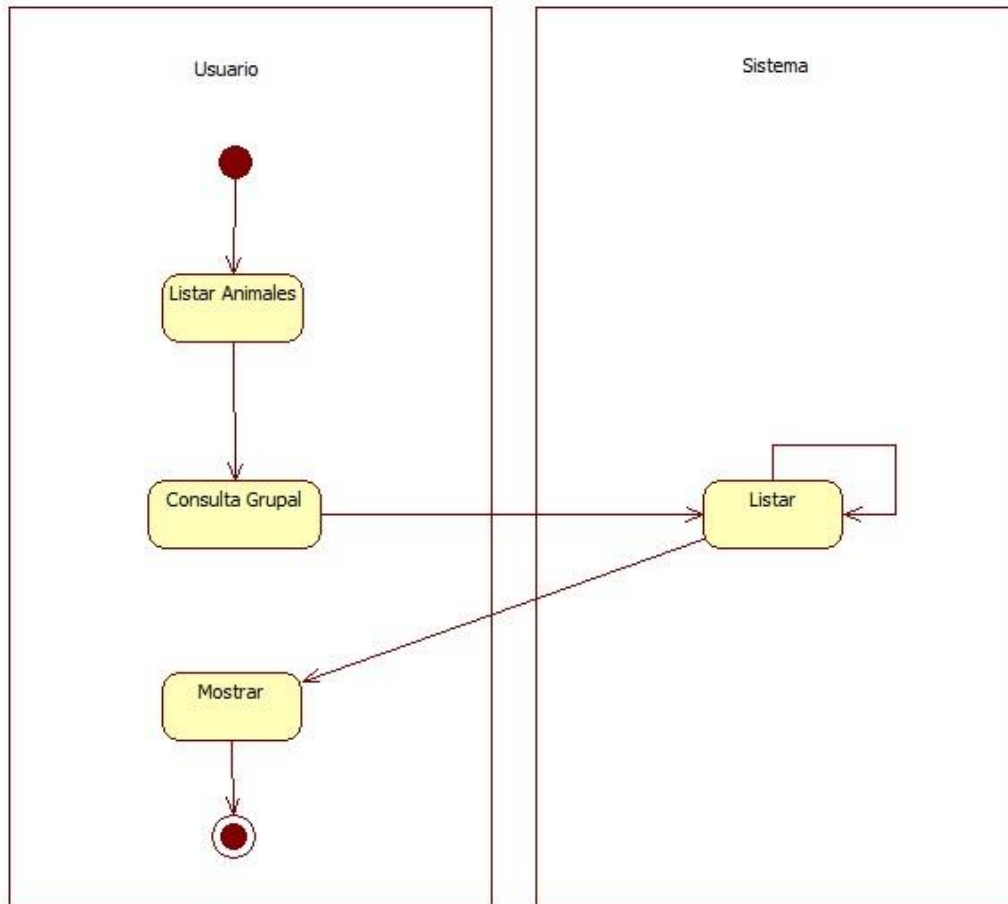 Usuario
Sistema
Listar Animales
Consulta Grupal
Listar
Mostrar